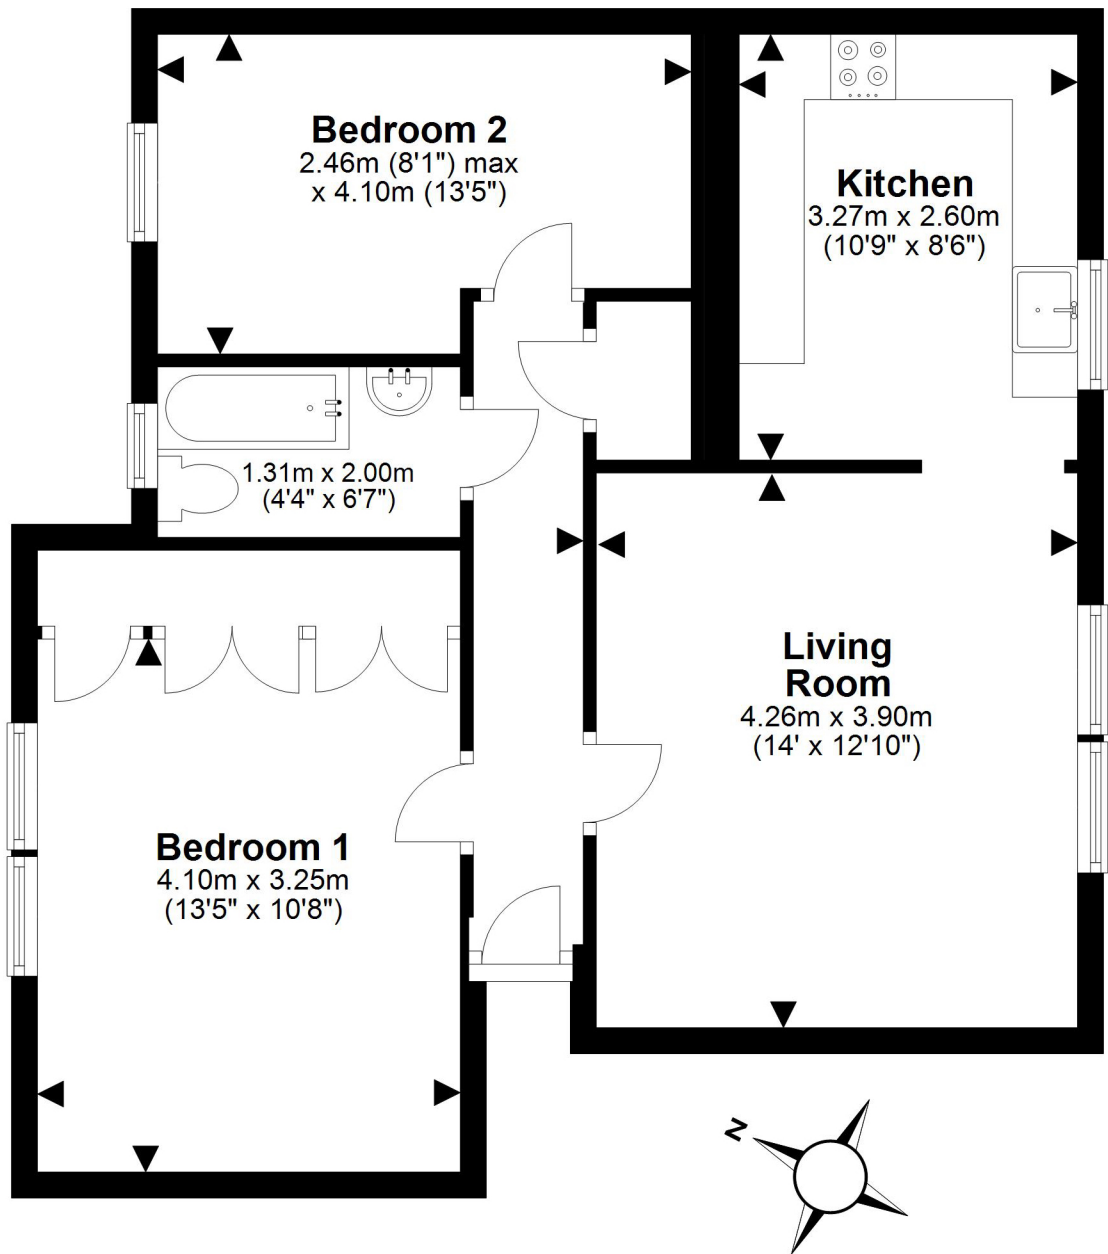 Bedroom 2
2.46m (8'1") max
x 4.10m (13'5")
Kitchen
3.27m x 2.60m
(10'9" x 8'6")
1.31m x 2.00m
(4'4" x 6'7")
Living
Room
4.26m x 3.90m
(14' x 12'10")
Bedroom 1
4.10m x 3.25m
(13'5" x 10'8")
N